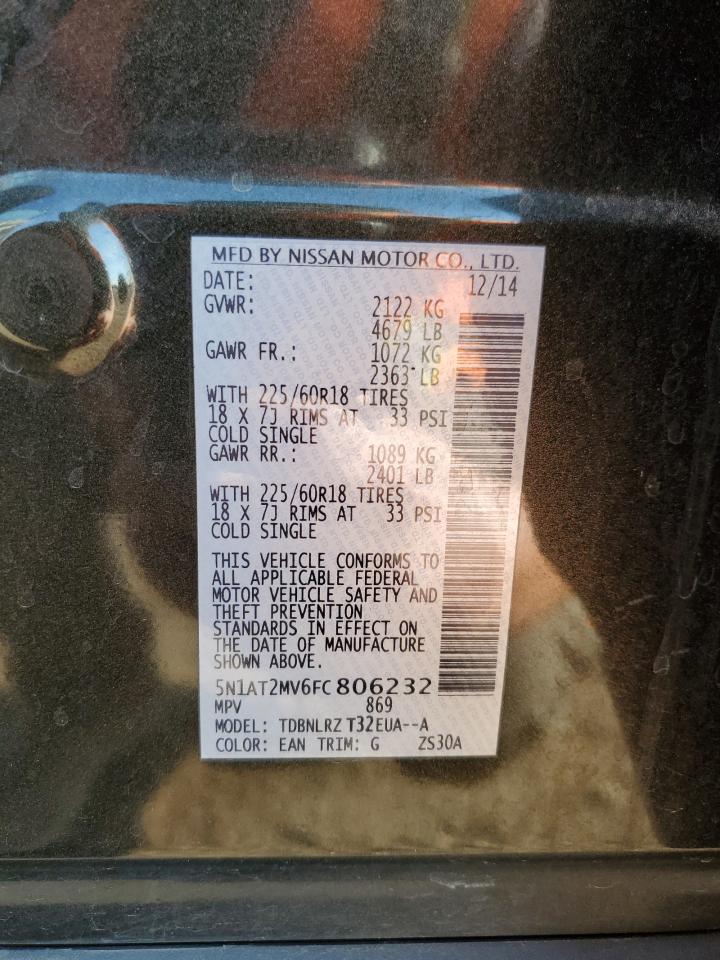 MFD BY NISSAN MOTOR CO., LTD.
DATE: 12/14
GVWR: 2122 KG
4679 LB
GAWR FR.: 1072 KG
2363 LB
WITH 225/60R18 TIRES
18 X 7J RIMS AT 33 PSI
COLD SINGLE
GAWR RR.: 1089 KG
2401 LB
WITH 225/60R18 TIRES
18 X 7J RIMS AT 33 PSI
COLD SINGLE
THIS VEHICLE CONFORMS TO
ALL APPLICABLE FEDERAL
MOTOR VEHICLE SAFETY AND
THEFT PREVENTION
STANDARDS IN EFFECT ON
THE DATE OF MANUFACTURE
SHOWN ABOVE.
5N1AT2MV6FC806232
MPV 869
MODEL: TDBNLRZ T32EUA--A
COLOR: EAN TRIM: G ZS30A